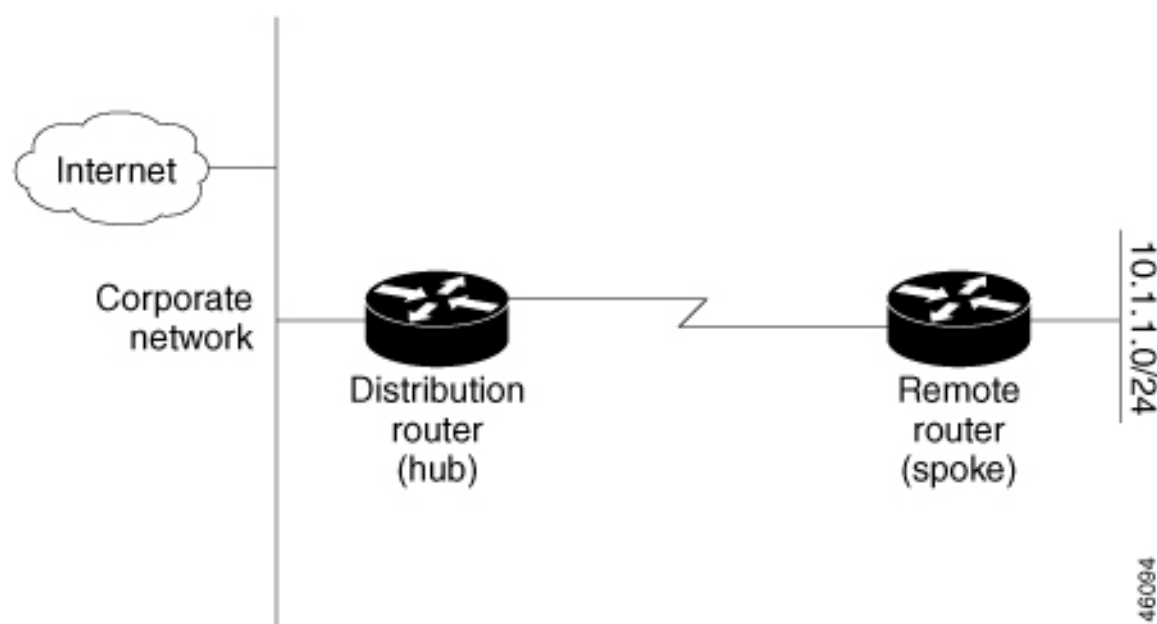 Internet
Corporate
network
Distribution
router
(hub)
Remote
router
(spoke)
10.1.1.0/24
46094